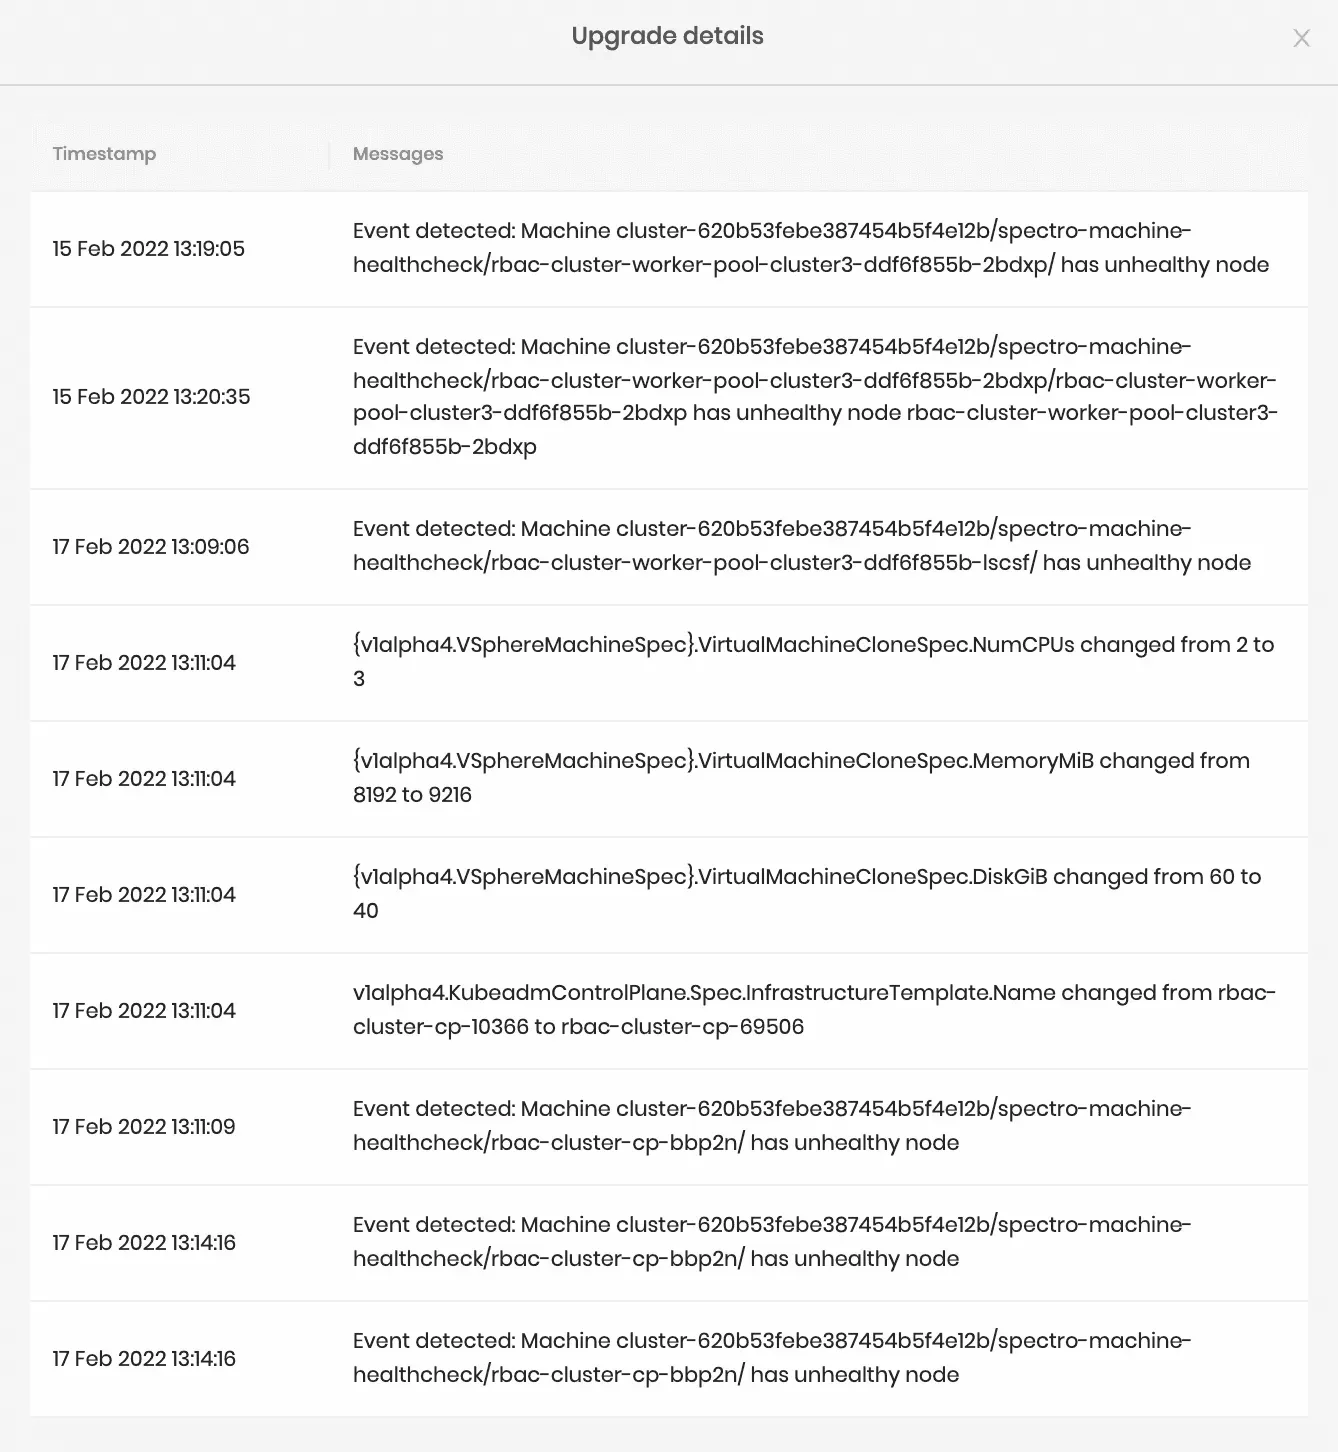 Upgrade details
Timestamp
Messages
15 Feb 2022 13:19:05
Event detected: Machine cluster-620b53febe387454b5f4e12b/spectro-machine-
healthcheck/rbac-cluster-worker-pool-cluster3-ddf6f855b-2bdxp/ has unhealthy node
15 Feb 2022 13:20:35
Event detected: Machine cluster-620b53febe387454b5f4e12b/spectro-machine-
healthcheck/rbac-cluster-worker-pool-cluster3-ddf6f855b-2bdxp/rbac-cluster-worker-
pool-cluster3-ddf6f855b-2bdxp has unhealthy node rbac-cluster-worker-pool-cluster3-
ddf6f855b-2bdxp
17 Feb 2022 13:09:06
Event detected: Machine cluster-620b53febe387454b5f4e12b/spectro-machine-
healthcheck/rbac-cluster-worker-pool-cluster3-ddf6f855b-lscsf/ has unhealthy node
17 Feb 2022 13:11:04
{v1alpha4.VSphereMachineSpec}.VirtualMachineCloneSpec.NumCPUs changed from 2 to
3
17 Feb 2022 13:11:04
{v1alpha4.VSphereMachineSpec}.VirtualMachineCloneSpec.MemoryMiB changed from
8192 to 9216
17 Feb 2022 13:11:04
{v1alpha4.VSphereMachineSpec}.VirtualMachineCloneSpec.DiskGiB changed from 60 to
40
17 Feb 2022 13:11:04
v1alpha4.KubeadmControlPlane.Spec.InfrastructureTemplate.Name changed from rbac-
cluster-cp-10366 to rbac-cluster-cp-69506
17 Feb 2022 13:11:09
Event detected: Machine cluster-620b53febe387454b5f4e12b/spectro-machine-
healthcheck/rbac-cluster-cp-bbp2n/ has unhealthy node
17 Feb 2022 13:14:16
Event detected: Machine cluster-620b53febe387454b5f4e12b/spectro-machine-
healthcheck/rbac-cluster-cp-bbp2n/ has unhealthy node
17 Feb 2022 13:14:16
Event detected: Machine cluster-620b53febe387454b5f4e12b/spectro-machine-
healthcheck/rbac-cluster-cp-bbp2n/ has unhealthy node